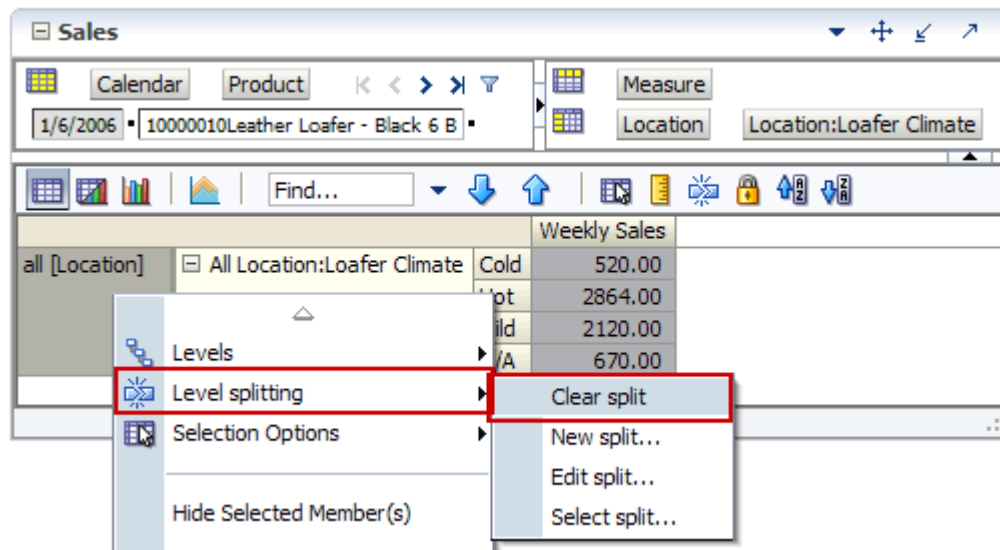 Sales
Calendar Product Measure
1/6/2006 10000010Leather Loafer - Black 6 B Location Location:Loafer Climate
Find...
Weekly Sales
all [Location] All Location:Loafer Climate Cold 520.00
ot 2864.00
ild 2120.00
/A 670.00
Levels
Level splitting Clear split
Selection Options New split...
Edit split...
Hide Selected Member(s) Select split...